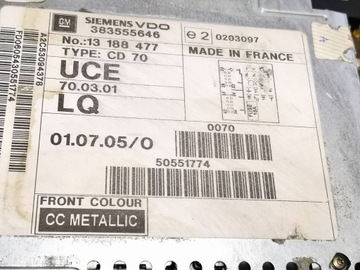 GM
SIEMENS VDO
383555646
e 2 0203097
No.: 13 188 477
MADE IN FRANCE
TYPE: CD 70
UCE
70.03.01
LQ
01.07.05/0
0070
50551774
FRONT COLOUR
CC METALLIC
A2C53064378